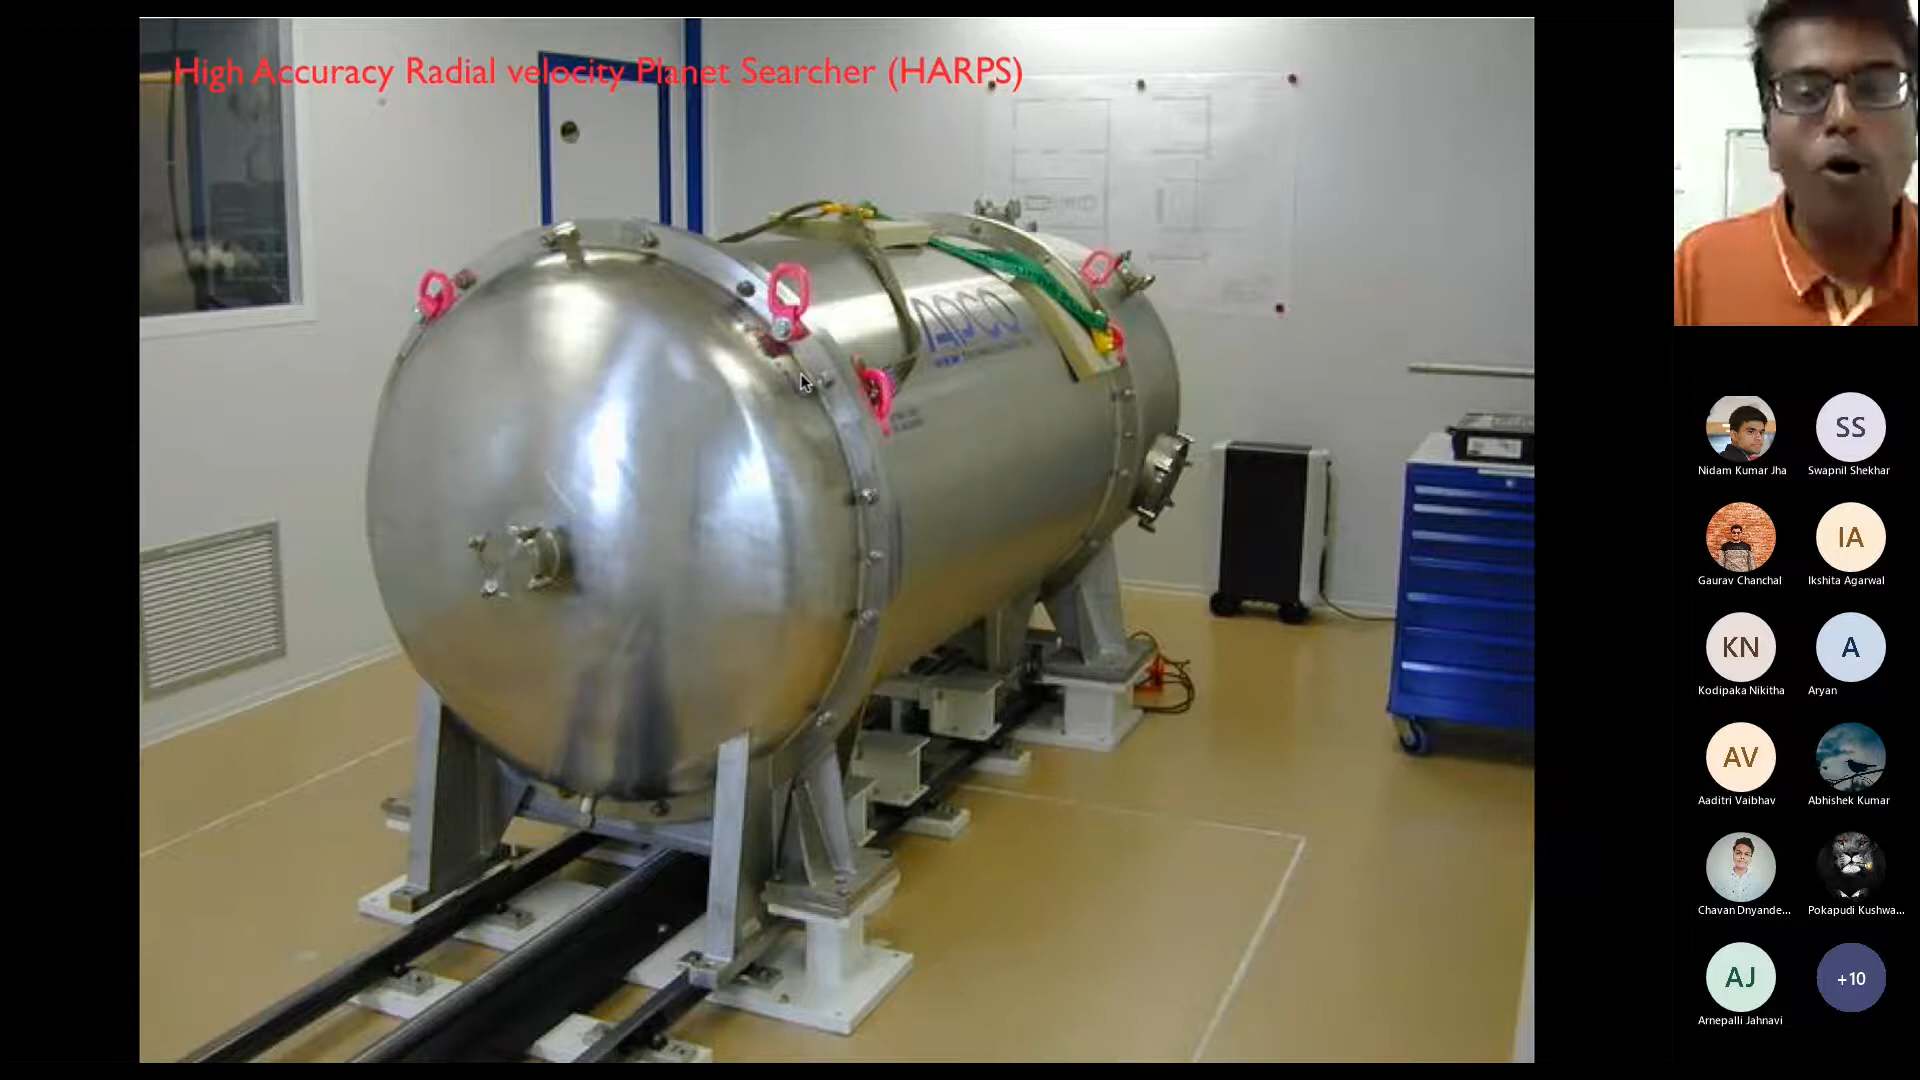 High Accuracy Radial velocity Planet Searcher (HARPS)
APCO
Nidam Kumar Jha
SS
Swapnil Shekhar
Gaurav Chanchal
IA
Ikshita Agarwal
KN
Kodipaka Nikitha
A
Aryan
AV
Aaditri Vaibhav
Abhishek Kumar
Chavan Dnyande...
Pokapudi Kushwa...
AJ
Arnepalli Jahnavi
+10